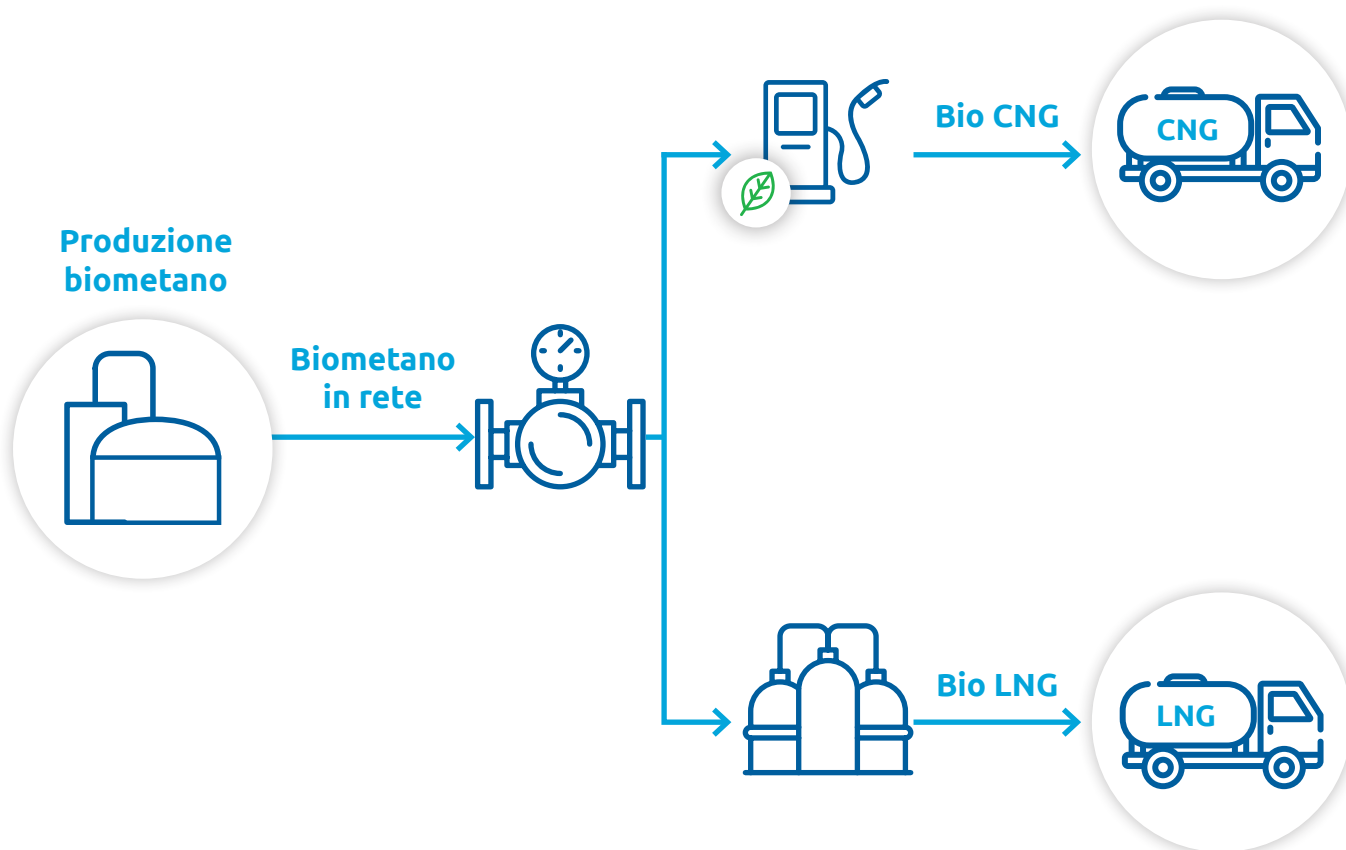 Produzione
biometano
Biometano
in rete
Bio CNG
CNG
Bio LNG
LNG